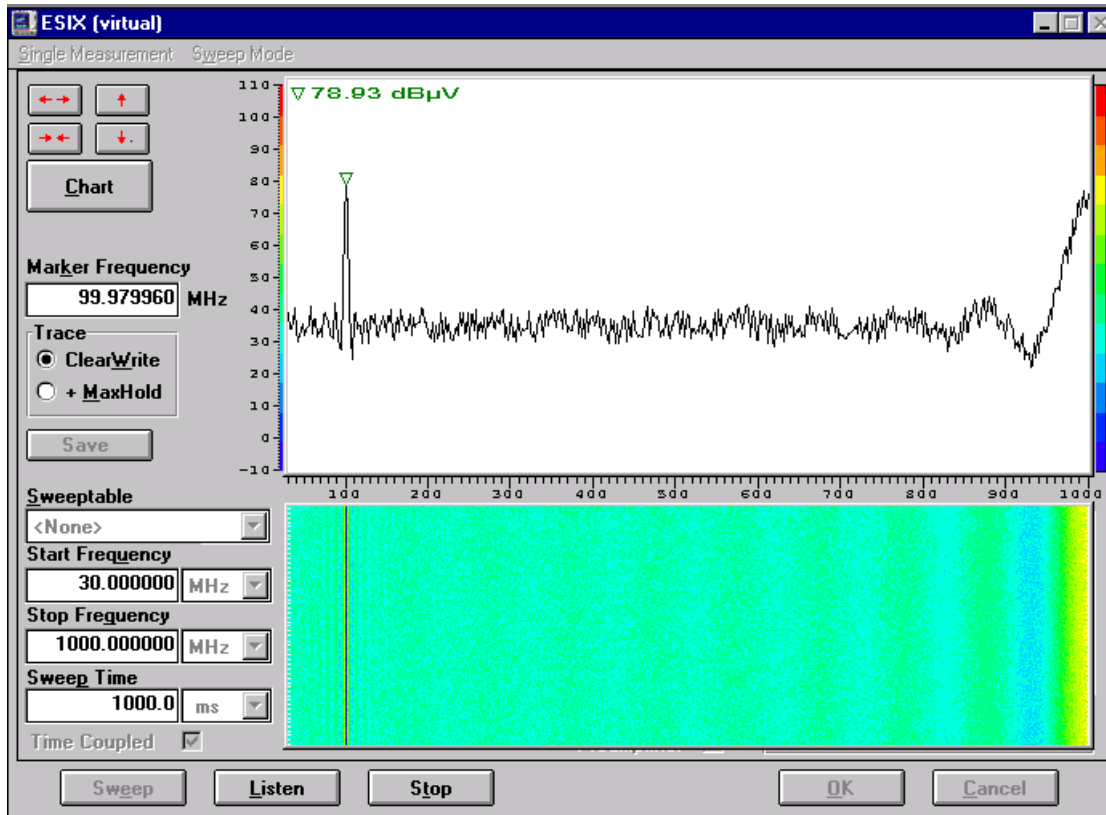 ESIX (virtual)
Single Measurement Sweep Mode
▽ 78.93 dBµV
110
100
90
80
70
60
50
40
30
20
10
0
-10
100 200 300 400 500 600 700 800 900 1000
Chart
Marker Frequency
99.979960 MHz
Trace
ClearWrite
+ MaxHold
Save
Sweeptable
<None>
Start Frequency
30.000000 MHz
Stop Frequency
1000.000000 MHz
Sweep Time
1000.0 ms
Time Coupled
Sweep Listen Stop OK Cancel